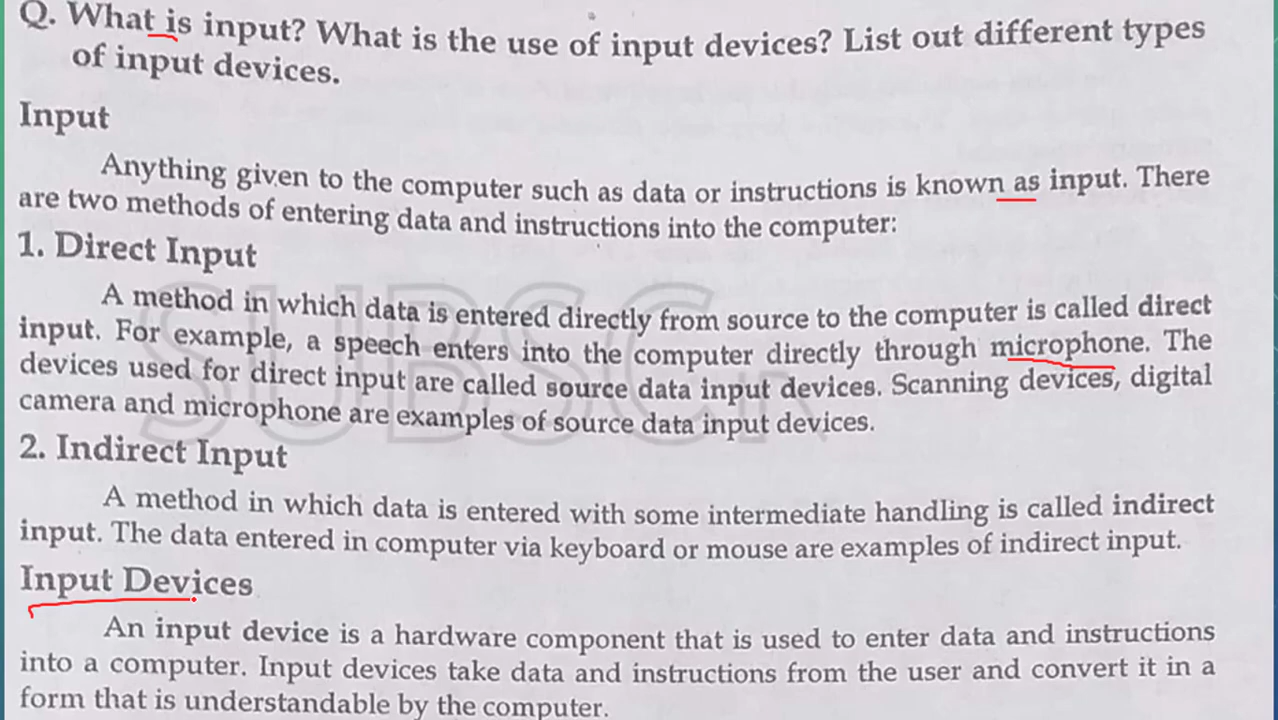 Q. What is input? What is the use of input devices? List out different types
of input devices.
Input
Anything given to the computer such as data or instructions is known as input. There
are two methods of entering data and instructions into the computer:
1. Direct Input
A method in which data is entered directly from source to the computer is called direct
input. For example, a speech enters into the computer directly through microphone. The
devices used for direct input are called source data input devices. Scanning devices, digital
camera and microphone are examples of source data input devices.
2. Indirect Input
A method in which data is entered with some intermediate handling is called indirect
input. The data entered in computer via keyboard or mouse are examples of indirect input.
Input Devices
An input device is a hardware component that is used to enter data and instructions
into a computer. Input devices take data and instructions from the user and convert it in a
form that is understandable by the computer.